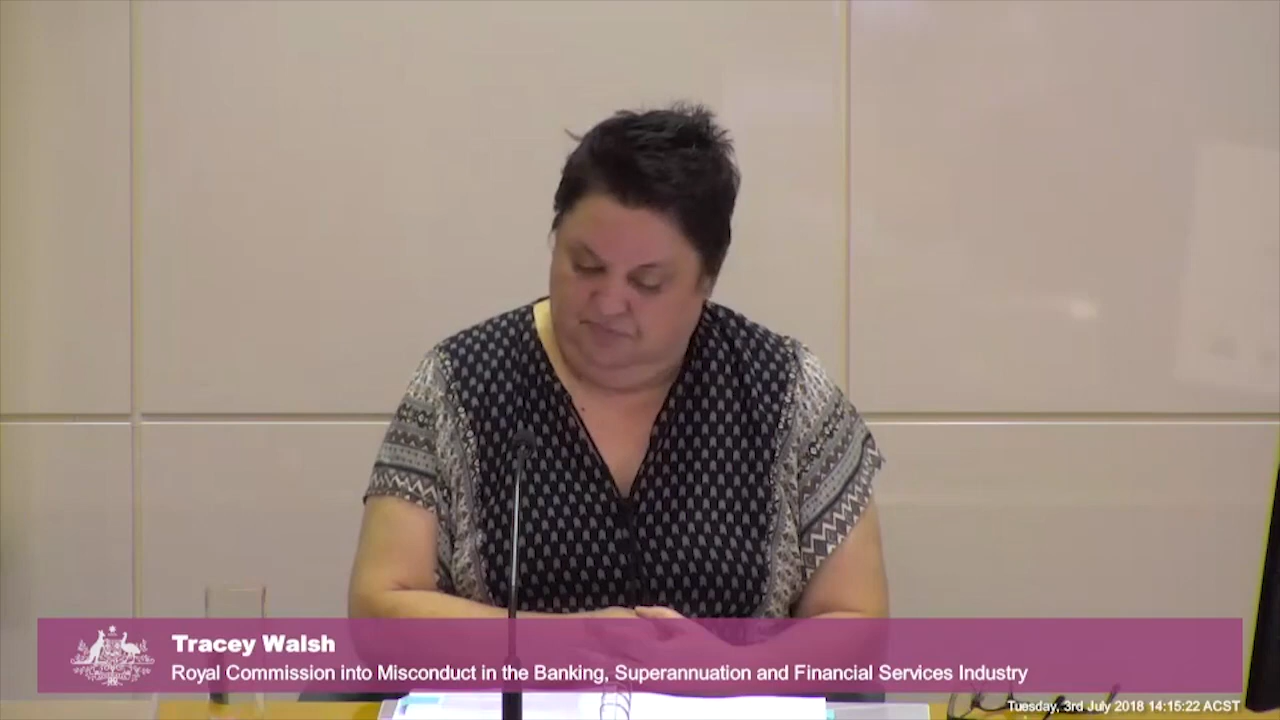 Tracey Walsh
Royal Commission into Misconduct in the Banking, Superannuation and Financial Services Industry
Tuesday, 3rd July 2018 14:15:22 ACST